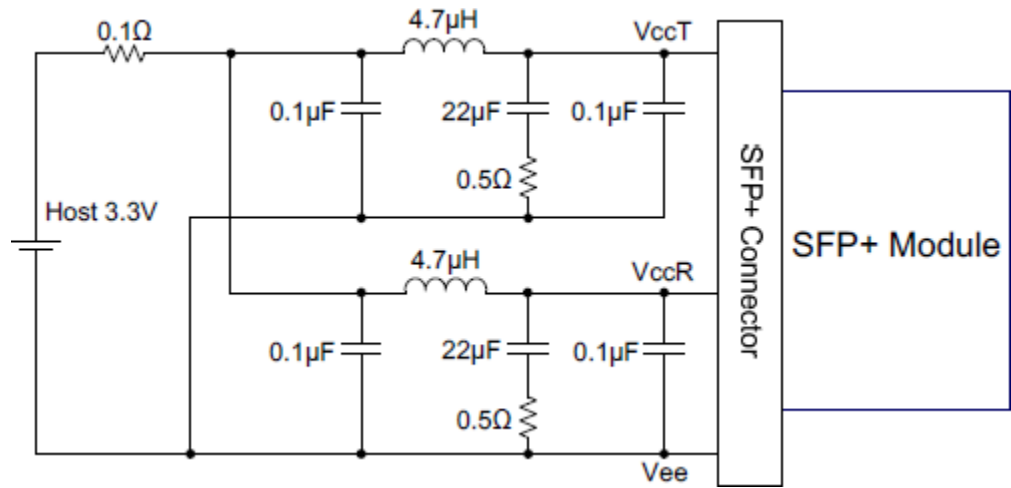 4.7µH
0.1Ω
VccT
0.1µF
22µF
0.1µF
0.5Ω
Host 3.3V
4.7µH
VccR
0.1µF
22µF
0.1µF
0.5Ω
Vee
SFP+ Connector
SFP+ Module